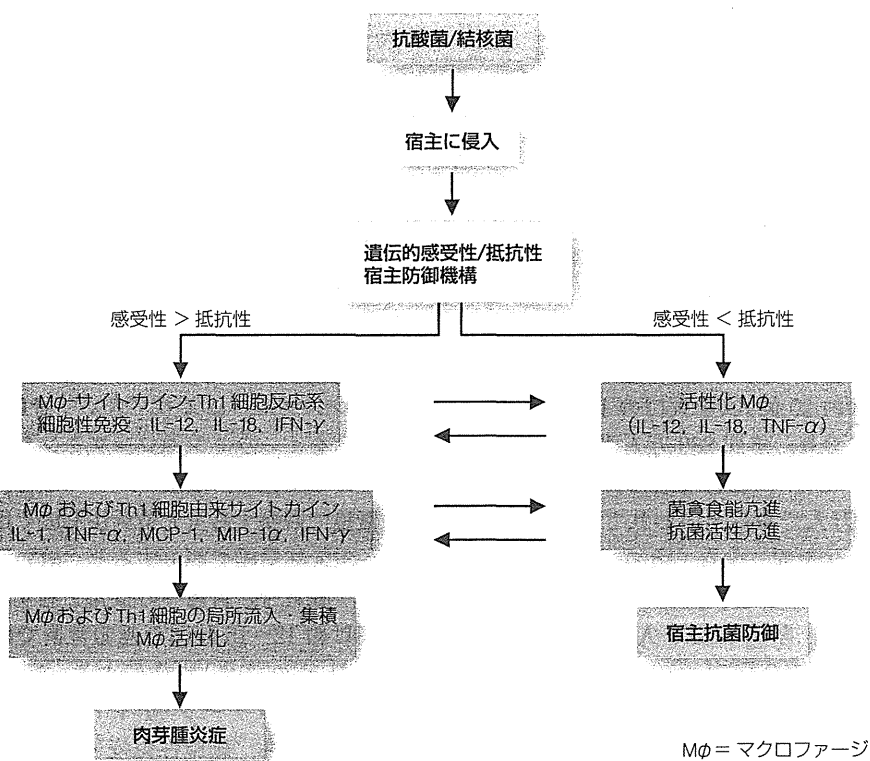 抗酸菌/結核菌
宿主に侵入
遺伝的感受性/抵抗性
宿主防御機構
感受性 > 抵抗性
感受性 < 抵抗性
Mφ-サイトカイン-Th1細胞反応系
細胞性免疫：IL-12，IL-18，IFN-γ
活性化Mφ
（IL-12，IL-18，TNF-α）
MφおよびTh1細胞由来サイトカイン
IL-1，TNF-α，MCP-1，MIP-1α，IFN-γ
菌貪食能亢進
抗菌活性亢進
MφおよびTh1細胞の局所流入・集積
Mφ活性化
宿主抗菌防御
肉芽腫炎症
Mφ＝マクロファージ